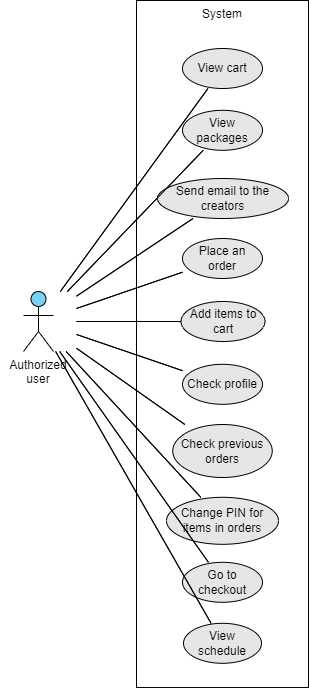 System
View cart
View
packages
Send email to the
creators
Place an
order
Add items to
cart
Authorized
user
Check profile
Check previous
orders
Change PIN for
items in orders
Go to
checkout
View
schedule